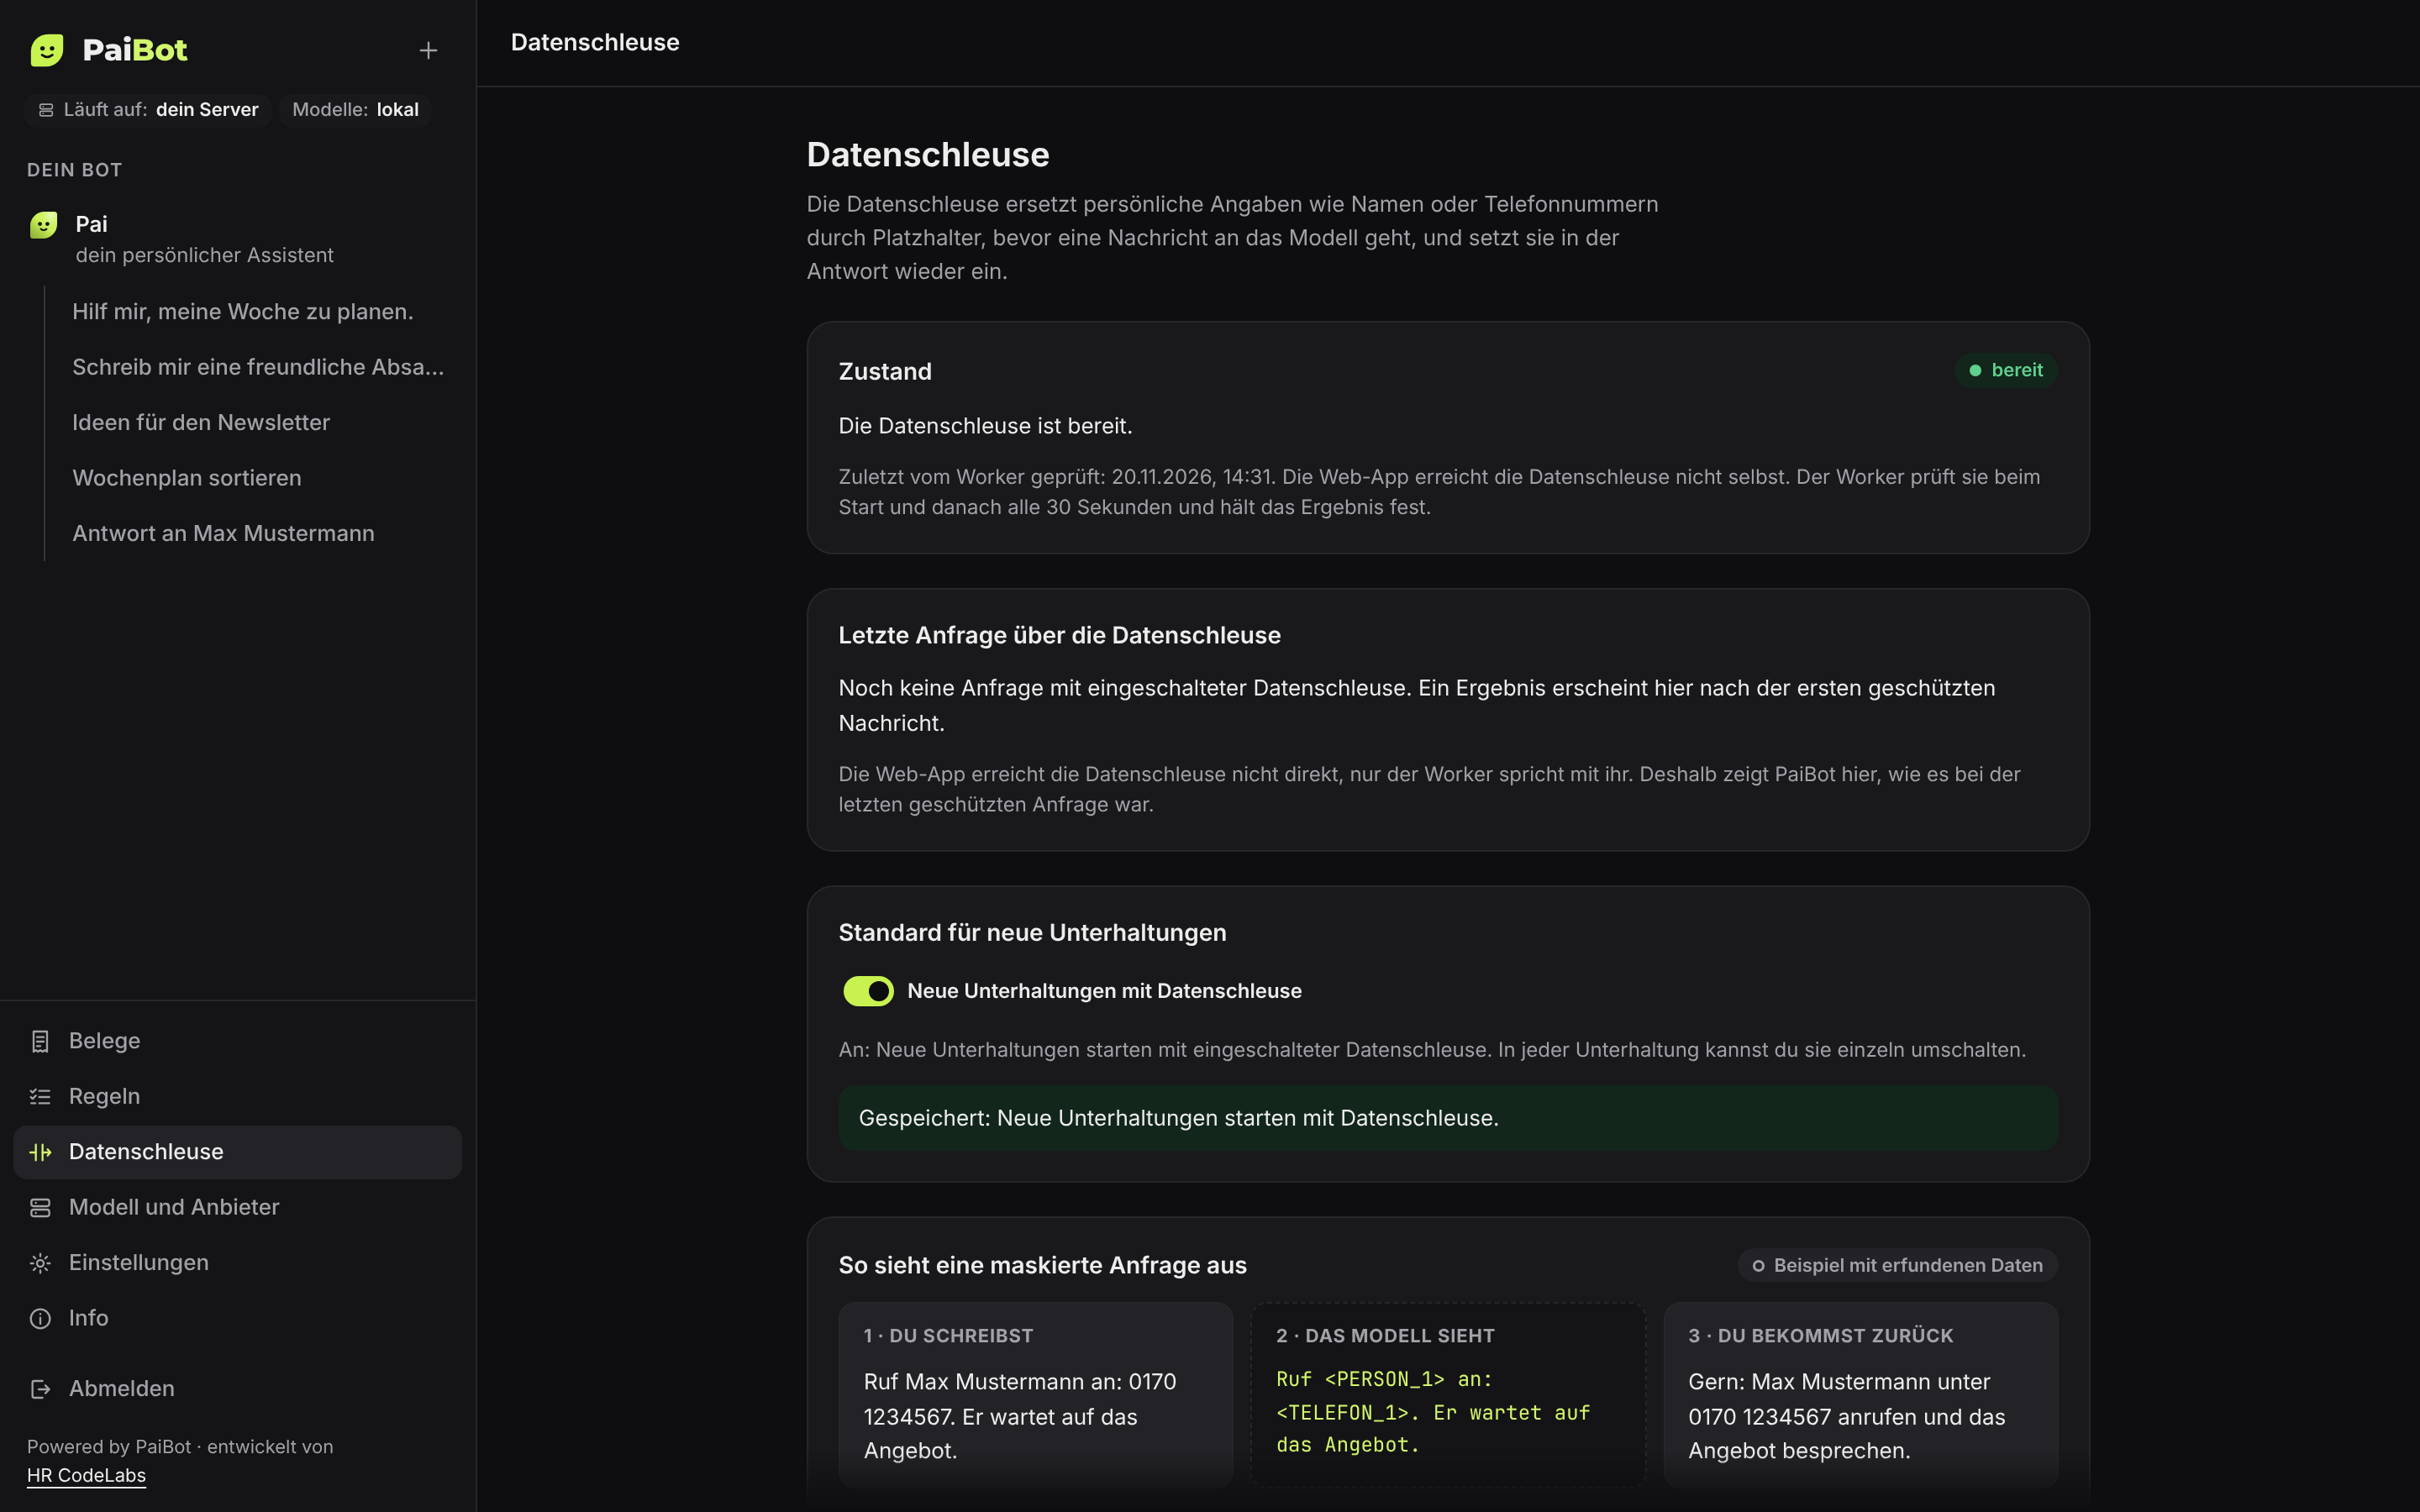 PaiBot
Läuft auf: dein Server
Modelle: lokal
DEIN BOT
Pai
dein persönlicher Assistent
Hilf mir, meine Woche zu planen.
Schreib mir eine freundliche Absa...
Ideen für den Newsletter
Wochenplan sortieren
Antwort an Max Mustermann
Belege
Regeln
Datenschleuse
Modell und Anbieter
Einstellungen
Info
Abmelden
Powered by PaiBot · entwickelt von
HR CodeLabs
Datenschleuse
Datenschleuse
Die Datenschleuse ersetzt persönliche Angaben wie Namen oder Telefonnummern
durch Platzhalter, bevor eine Nachricht an das Modell geht, und setzt sie in der
Antwort wieder ein.
Zustand
bereit
Die Datenschleuse ist bereit.
Zuletzt vom Worker geprüft: 20.11.2026, 14:31. Die Web-App erreicht die Datenschleuse nicht selbst. Der Worker prüft sie beim
Start und danach alle 30 Sekunden und hält das Ergebnis fest.
Letzte Anfrage über die Datenschleuse
Noch keine Anfrage mit eingeschalteter Datenschleuse. Ein Ergebnis erscheint hier nach der ersten geschützten
Nachricht.
Die Web-App erreicht die Datenschleuse nicht direkt, nur der Worker spricht mit ihr. Deshalb zeigt PaiBot hier, wie es bei der
letzten geschützten Anfrage war.
Standard für neue Unterhaltungen
Neue Unterhaltungen mit Datenschleuse
An: Neue Unterhaltungen starten mit eingeschalteter Datenschleuse. In jeder Unterhaltung kannst du sie einzeln umschalten.
Gespeichert: Neue Unterhaltungen starten mit Datenschleuse.
So sieht eine maskierte Anfrage aus
Beispiel mit erfundenen Daten
1 · DU SCHREIBST
Ruf Max Mustermann an: 0170
1234567. Er wartet auf das
Angebot.
2 · DAS MODELL SIEHT
Ruf <PERSON_1> an:
<TELEFON_1>. Er wartet auf
das Angebot.
3 · DU BEKOMMST ZURÜCK
Gern: Max Mustermann unter
0170 1234567 anrufen und das
Angebot besprechen.